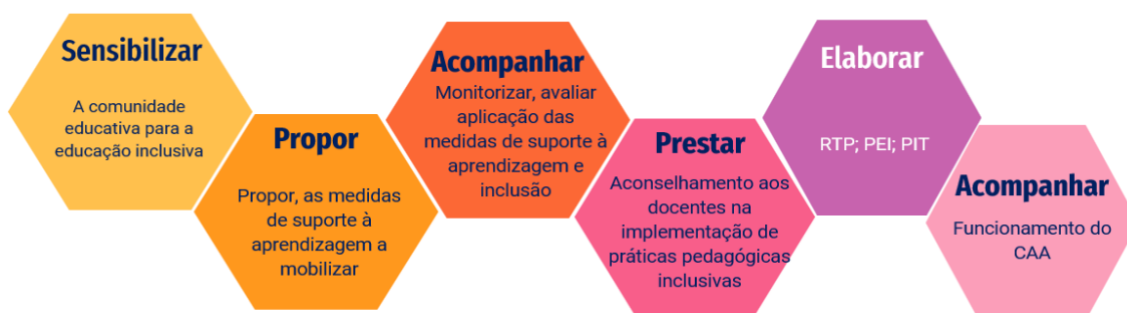 Sensibilizar
A comunidade
educativa para a
educação inclusiva
Propor
Propor, as medidas
de suporte à
aprendizagem a
mobilizar
Acompanhar
Monitorizar, avaliar
aplicação das
medidas de suporte à
aprendizagem e
inclusão
Prestar
Aconselhamento aos
docentes na
implementação de
práticas pedagógicas
inclusivas
Elaborar
RTP; PEI; PIT
Acompanhar
Funcionamento do
CAA